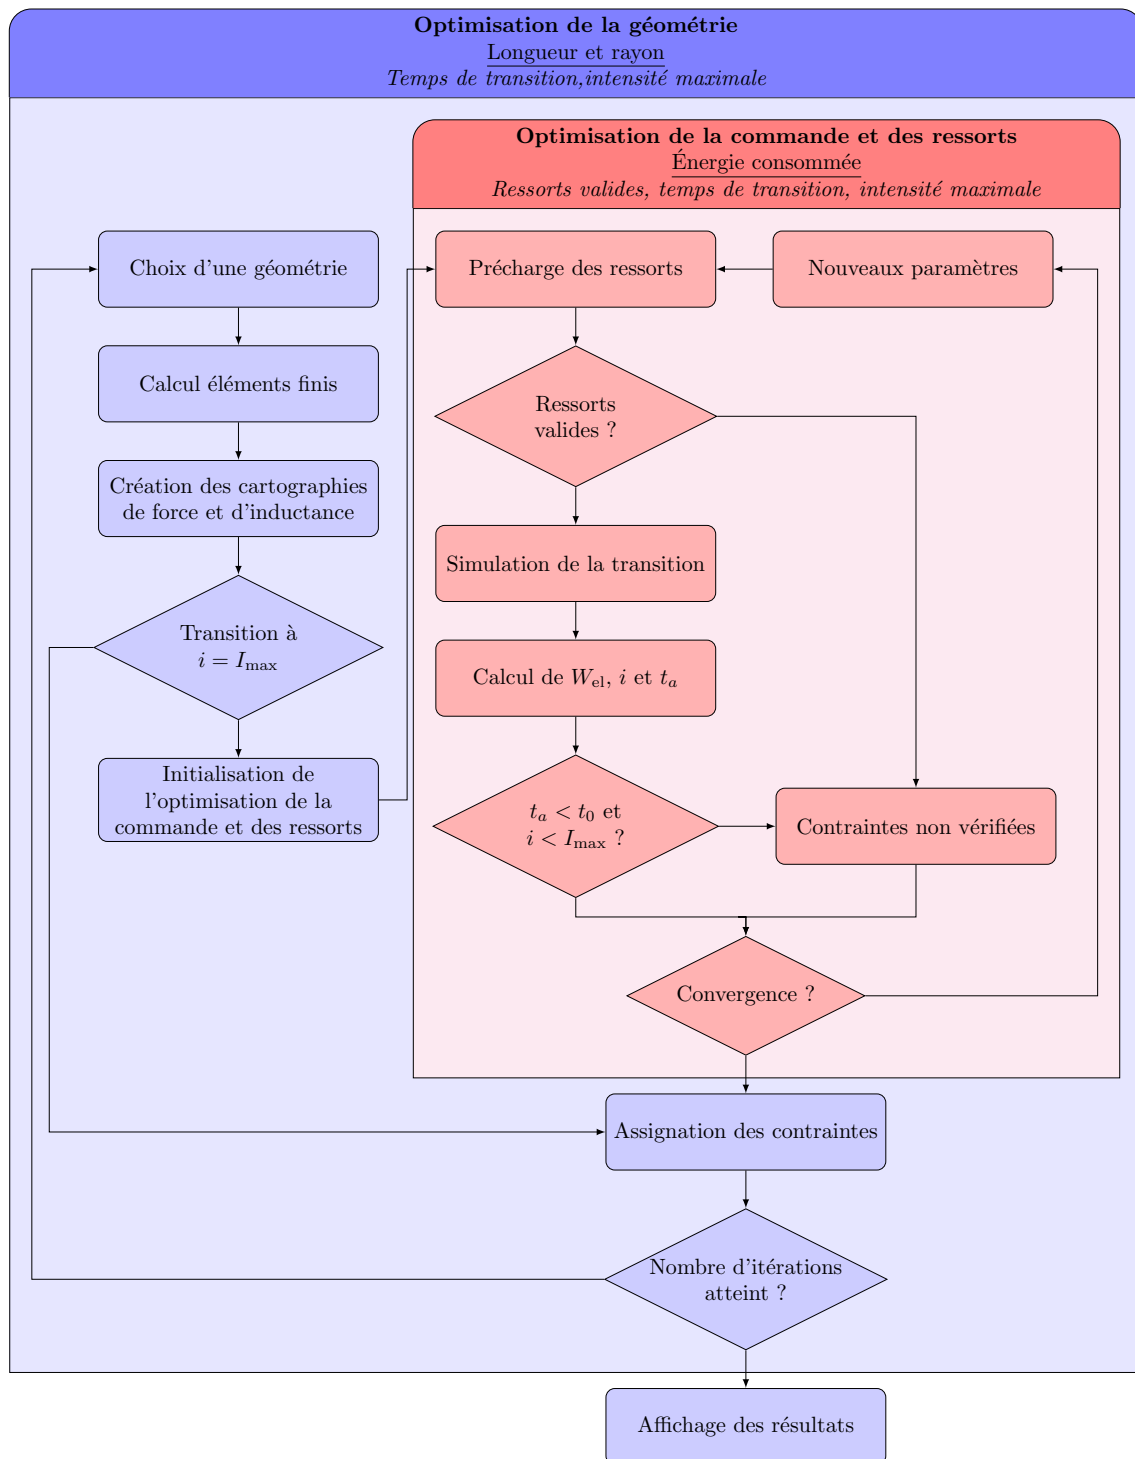 Optimisation de la géométrie
Longueur et rayon
Temps de transition,intensité maximale
Optimisation de la commande et des ressorts
Énergie consommée
Ressorts valides, temps de transition, intensité maximale
Choix d'une géométrie
Précharge des ressorts
Nouveaux paramètres
Calcul éléments finis
Ressorts
valides ?
Création des cartographies
de force et d'inductance
Simulation de la transition
Transition à
i = I_max
Calcul de W_el, i et t_a
Initialisation de
l'optimisation de la
commande et des ressorts
t_a < t_0 et
i < I_max ?
Contraintes non vérifiées
Convergence ?
Assignation des contraintes
Nombre d'itérations
atteint ?
Affichage des résultats